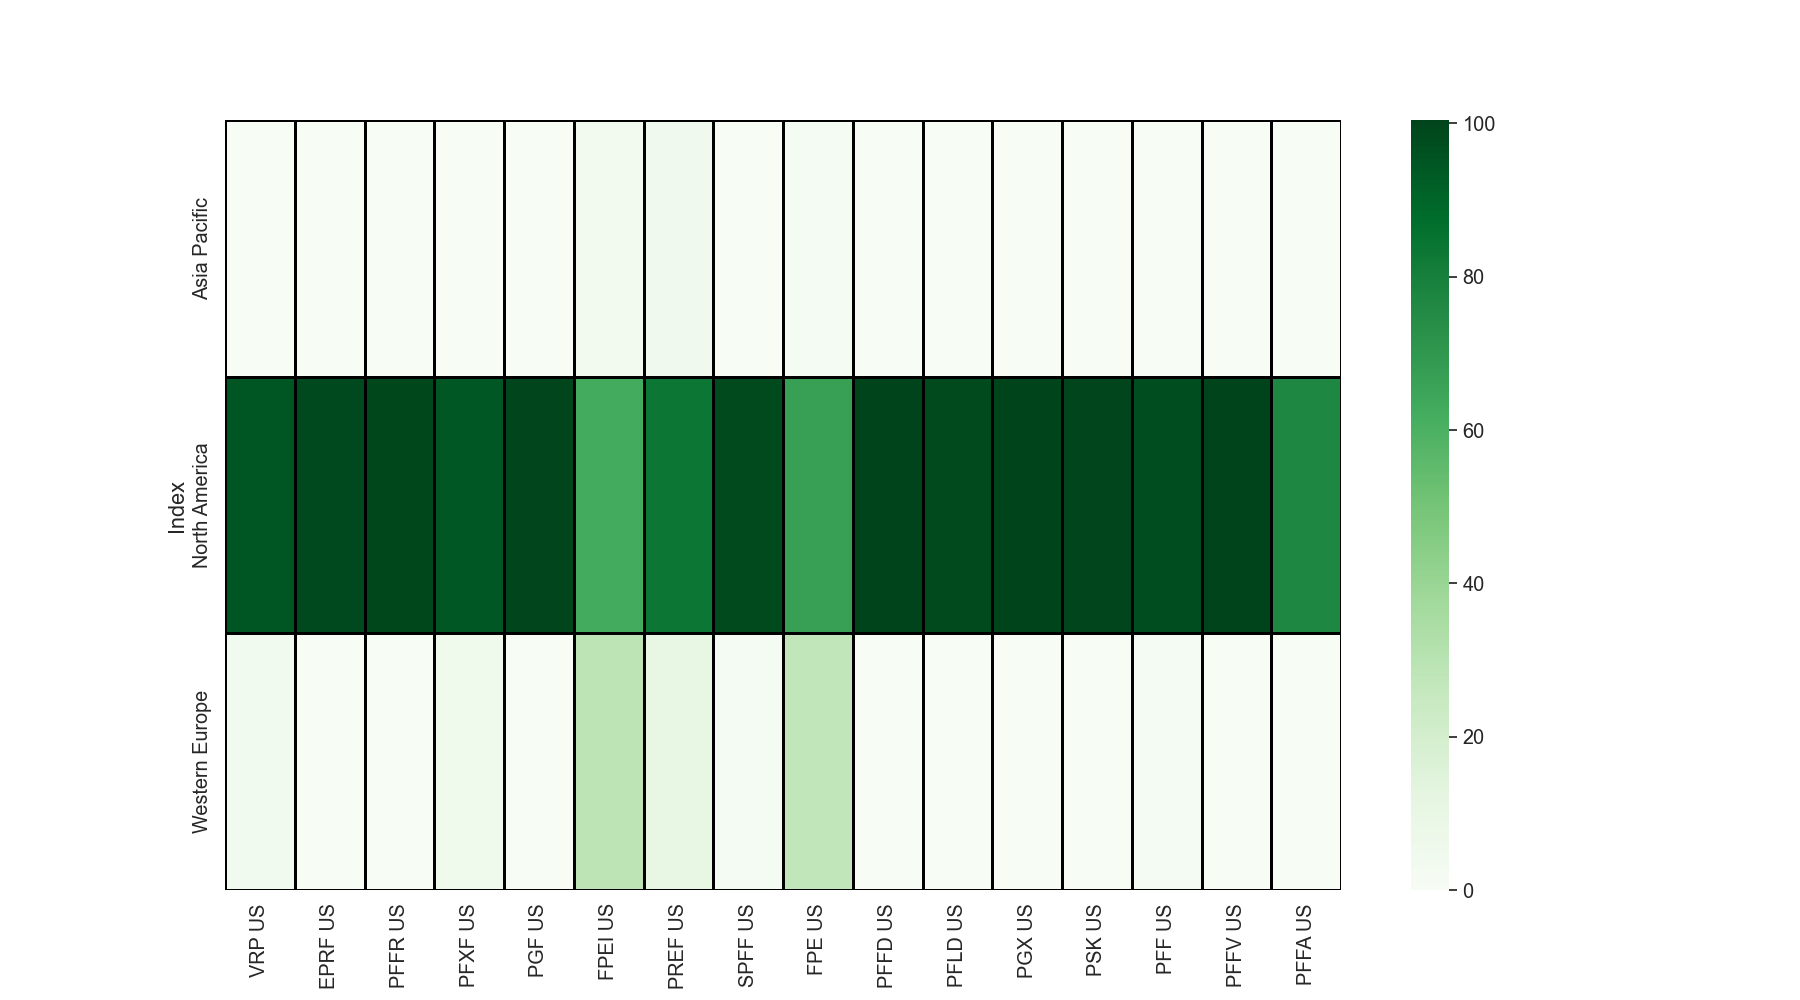 Index
Asia Pacific
North America
Western Europe
VRP US
EPRF US
PFFR US
PFXF US
PGF US
FPEI US
PREF US
SPFF US
FPE US
PFFD US
PFLD US
PGX US
PSK US
PFF US
PFFV US
PFFA US
100
80
60
40
20
0